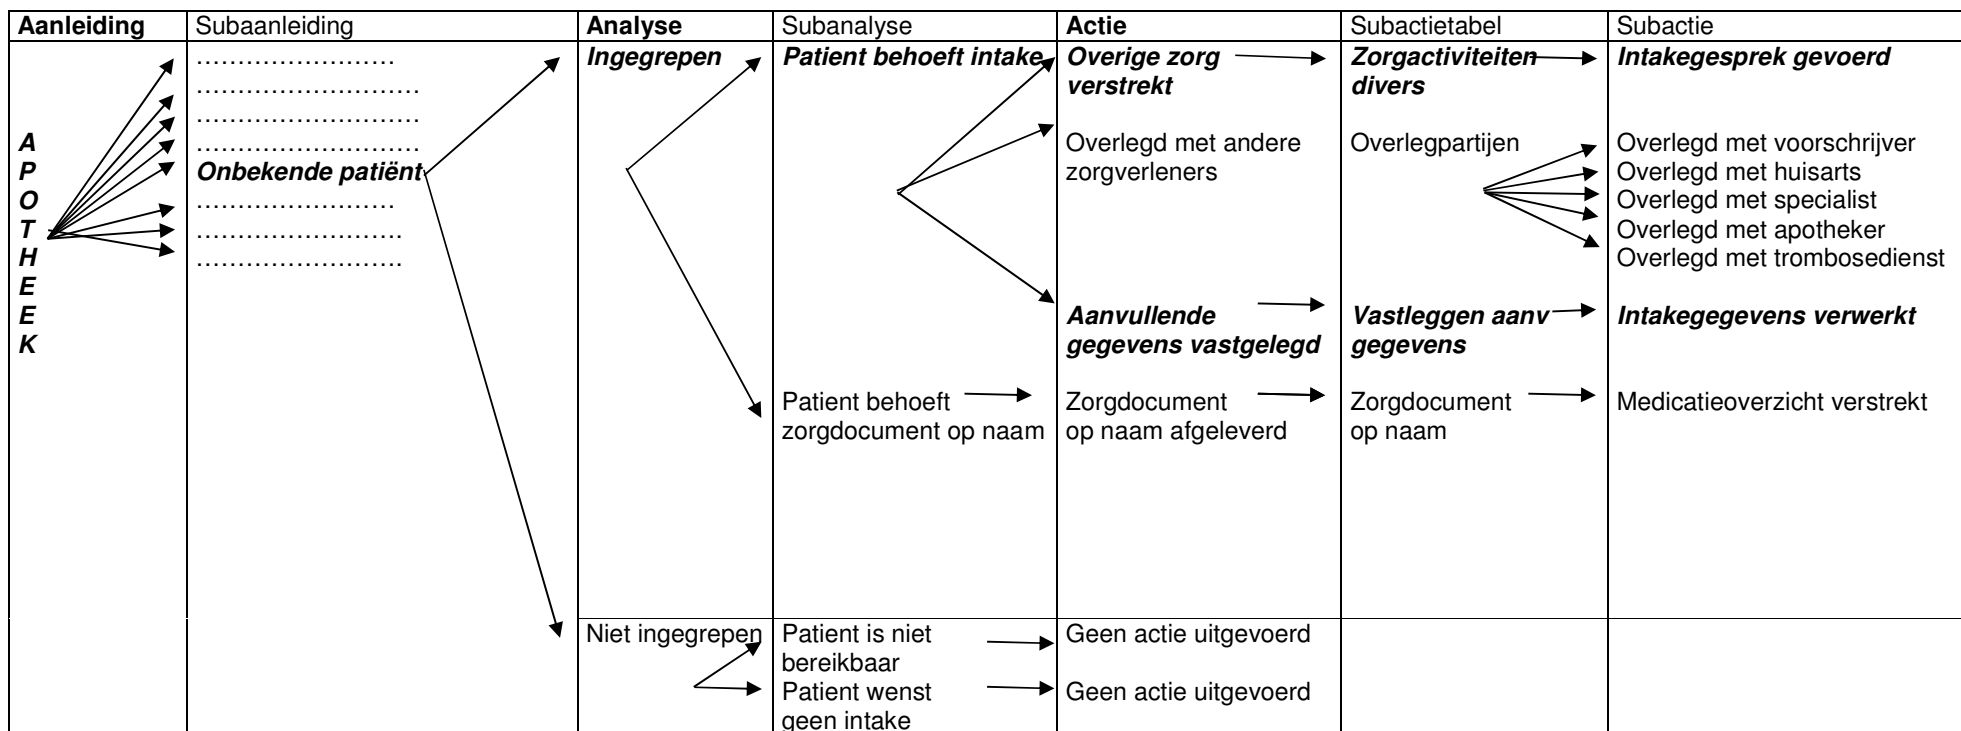 Aanleiding Subaanleiding Analyse Subanalyse Actie Subactietabel Subactie
…………………… Ingegrepen Patient behoeft intake Overige zorg Zorgactiviteiten Intakegesprek gevoerd
……………………… verstrekt divers
………………………
A ……………………… Overlegd met andere Overlegpartijen Overlegd met voorschrijver
P Onbekende patiënt zorgverleners Overlegd met huisarts
O …………………… Overlegd met specialist
T ……………………. Overlegd met apotheker
H ……………………. Overlegd met trombosedienst
E
E Aanvullende Vastleggen aanv Intakegegevens verwerkt
K gegevens vastgelegd gegevens
Patient behoeft Zorgdocument Zorgdocument Medicatieoverzicht verstrekt
zorgdocument op naam op naam afgeleverd op naam
Niet ingegrepen Patient is niet Geen actie uitgevoerd
bereikbaar
Patient wenst Geen actie uitgevoerd
geen intake